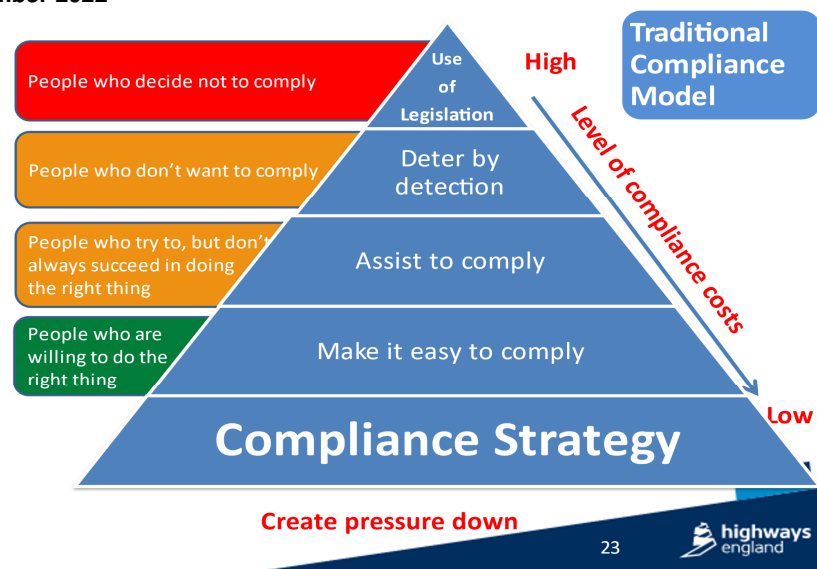 Traditional
Compliance
Model
High
Use
of
Legislation
People who decide not to comply
Deter by
detection
People who don't want to comply
Level of compliance costs
Assist to comply
People who try to, but don't
always succeed in doing
the right thing
Make it easy to comply
People who are
willing to do the
right thing
Low
Compliance Strategy
Create pressure down
23
highways
england